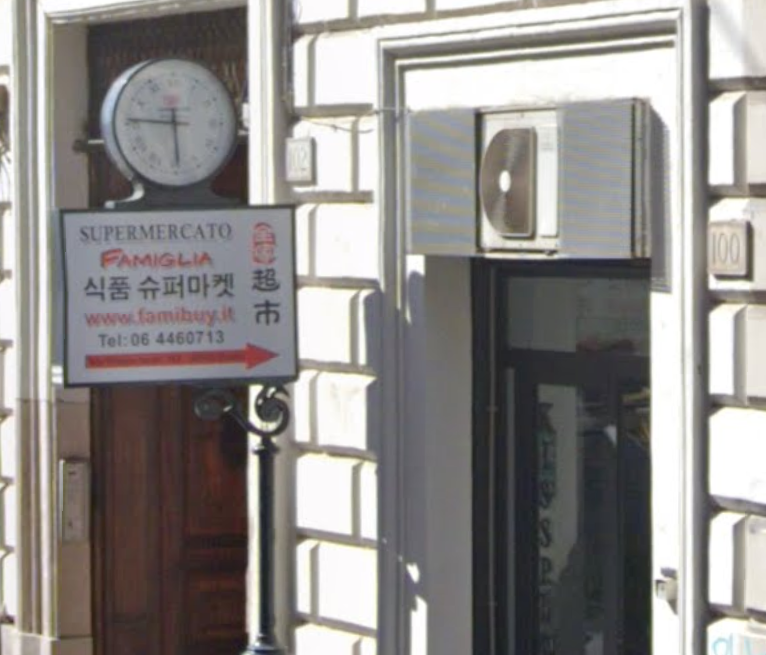 SUPERMERCATO
FAMIGLIA
식품 슈퍼마켓
www.famibuy.it
Tel: 06 4460713
超市
102
100